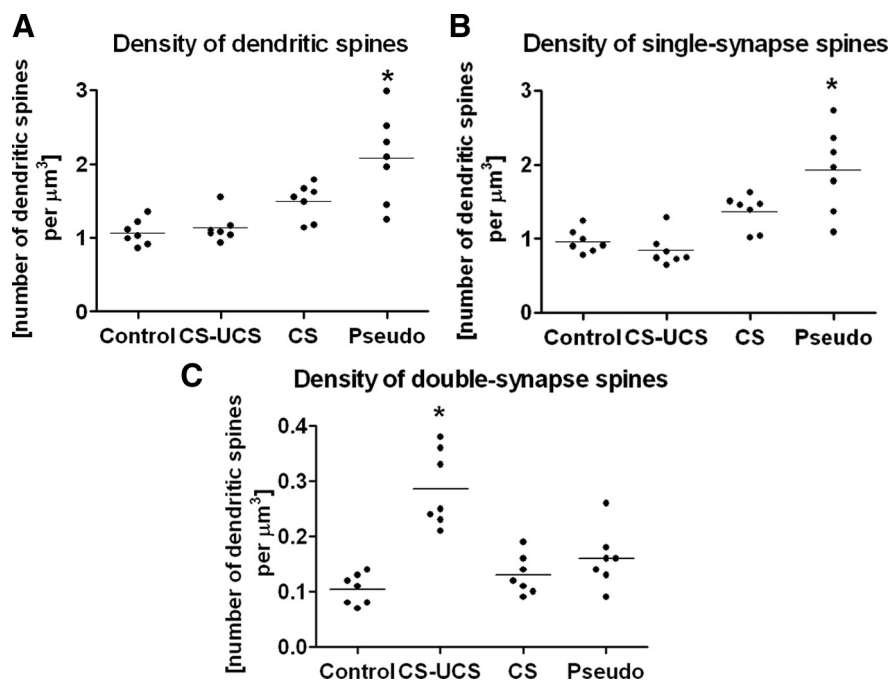 A
Density of dendritic spines
[number of dendritic spines
per μm³]
3
2
1
0
*
Control CS-UCS CS Pseudo
B
Density of single-synapse spines
[number of dendritic spines
per μm³]
3
2
1
0
*
Control CS-UCS CS Pseudo
C
Density of double-synapse spines
[number of dendritic spines
per μm³]
0.4
0.3
0.2
0.1
0.0
*
Control CS-UCS CS Pseudo